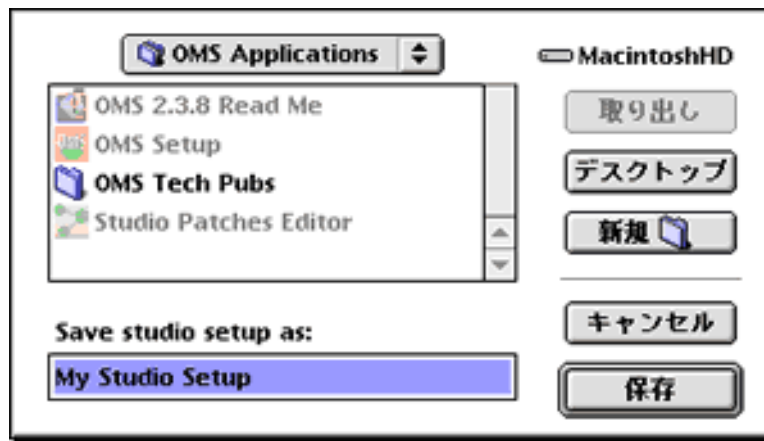 OMS Applications
MacintoshHD
OMS 2.3.8 Read Me
OMS Setup
OMS Tech Pubs
Studio Patches Editor
取り出し
デスクトップ
新規
Save studio setup as:
My Studio Setup
キャンセル
保存